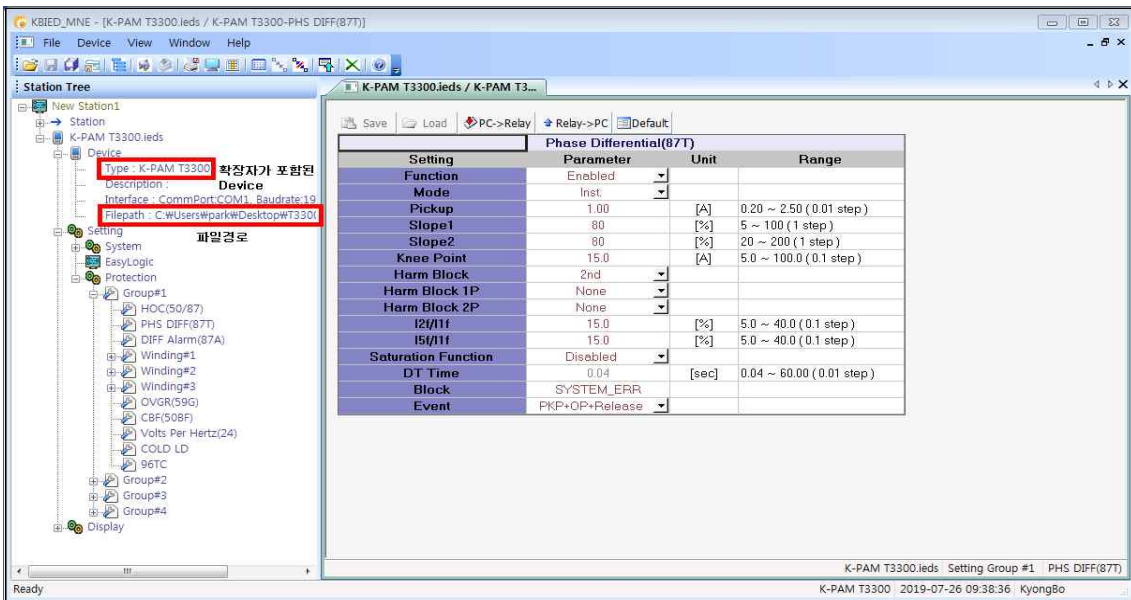 KBIED_MNE - [K-PAM T3300.ieds / K-PAM T3300-PHS DIFF(87T)]
File Device View Window Help
Station Tree
K-PAM T3300.ieds / K-PAM T3...
New Station1
Station
K-PAM T3300.ieds
Device
Type : K-PAM T3300 확장자가 포함된
Description : Device
Interface : CommPort:COM1, Baudrate:19
Filepath : C:₩Users₩park₩Desktop₩T330(
파일경로
Setting
System
EasyLogic
Protection
Group#1
HOC(50/87)
PHS DIFF(87T)
DIFF Alarm(87A)
Winding#1
Winding#2
Winding#3
OVGR(59G)
CBF(50BF)
Volts Per Hertz(24)
COLD LD
96TC
Group#2
Group#3
Group#4
Display
Save Load PC->Relay Relay->PC Default
Phase Differential(87T)
Setting Parameter Unit Range
Function Enabled
Mode Inst.
Pickup 1.00 [A] 0.20 ~ 2.50 ( 0.01 step )
Slope1 80 [%] 5 ~ 100 ( 1 step )
Slope2 80 [%] 20 ~ 200 ( 1 step )
Knee Point 15.0 [A] 5.0 ~ 100.0 ( 0.1 step )
Harm Block 2nd
Harm Block 1P None
Harm Block 2P None
I2f/I1f 15.0 [%] 5.0 ~ 40.0 ( 0.1 step )
I5f/I1f 15.0 [%] 5.0 ~ 40.0 ( 0.1 step )
Saturation Function Disabled
DT Time 0.04 [sec] 0.04 ~ 60.00 ( 0.01 step )
Block SYSTEM_ERR
Event PKP+OP+Release
K-PAM T3300.ieds Setting Group #1 PHS DIFF(87T)
Ready K-PAM T3300 2019-07-26 09:38:36 KyongBo